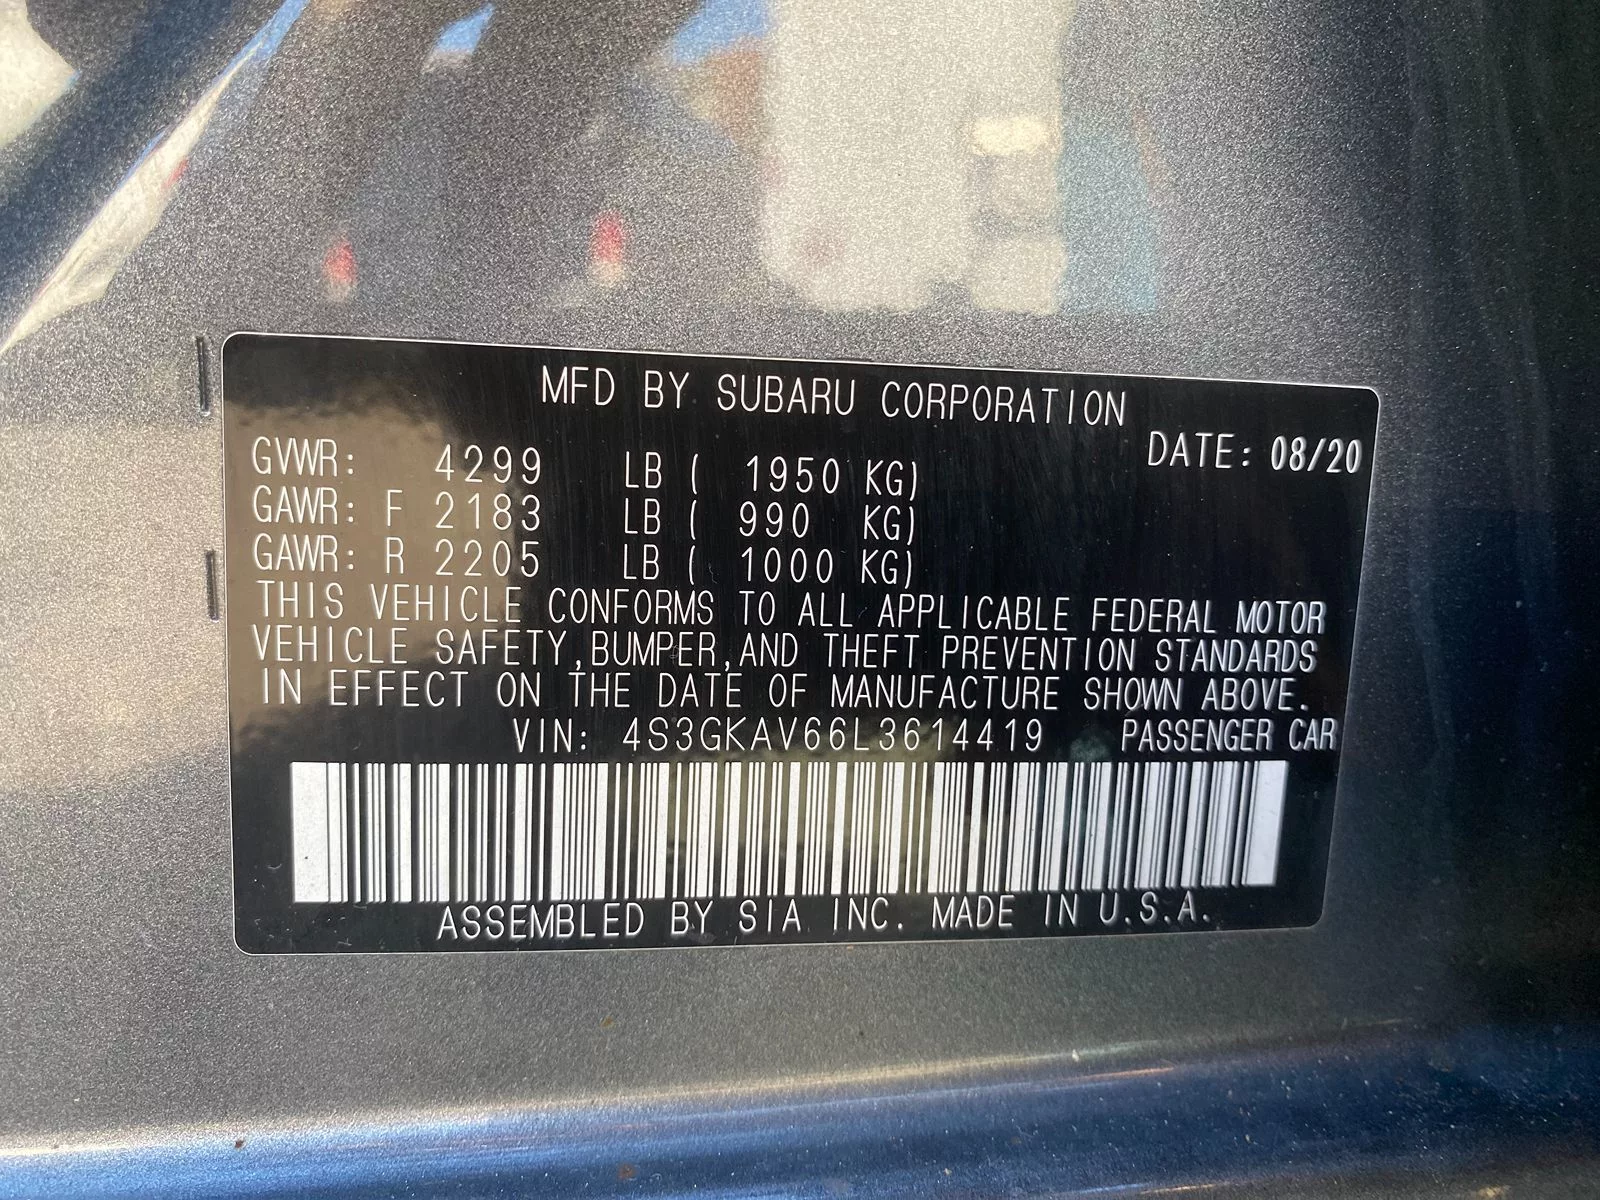 MFD BY SUBARU CORPORATION
DATE: 08/20
GVWR: 4299 LB ( 1950 KG)
GAWR: F 2183 LB ( 990 KG)
GAWR: R 2205 LB ( 1000 KG)
THIS VEHICLE CONFORMS TO ALL APPLICABLE FEDERAL MOTOR
VEHICLE SAFETY,BUMPER,AND THEFT PREVENTION STANDARDS
IN EFFECT ON THE DATE OF MANUFACTURE SHOWN ABOVE.
VIN: 4S3GKAV66L3614419 PASSENGER CAR
ASSEMBLED BY SIA INC. MADE IN U.S.A.